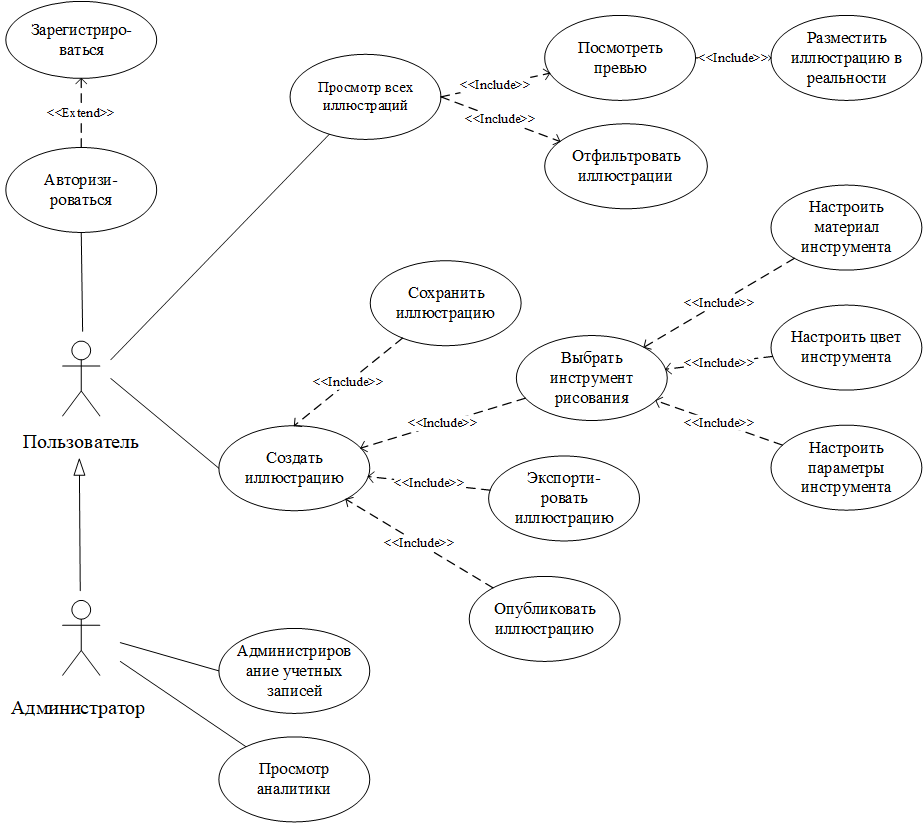 Зарегистриро-
ваться
<<Extend>>
Авторизи-
роваться
Просмотр всех
иллюстраций
<<Include>>
<<Include>>
Посмотреть
превью
<<Include>>
Разместить
иллюстрацию в
реальности
Отфильтровать
иллюстрации
Пользователь
Сохранить
иллюстрацию
<<Include>>
Создать
иллюстрацию
<<Include>>
Выбрать
инструмент
рисования
<<Include>>
Настроить
материал
инструмента
<<Include>>
Настроить цвет
инструмента
<<Include>>
Настроить
параметры
инструмента
<<Include>>
Экспорти-
ровать
иллюстрацию
<<Include>>
Опубликовать
иллюстрацию
Администратор
Администриров
ание учетных
записей
Просмотр
аналитики